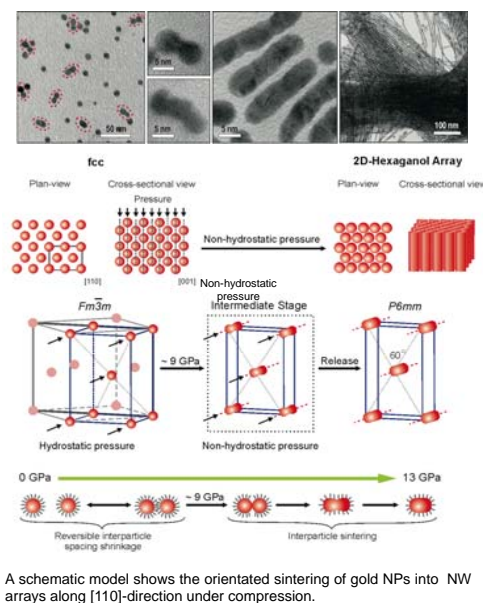 50 nm
5 nm
5 nm
5 nm
100 nm
fcc
2D-Hexaganol Array
Plan-view
Cross-sectional view
Plan-view
Cross-sectional view
Pressure
Non-hydrostatic pressure
[110]
[001]
Non-hydrostatic
pressure
Fm3̅m
Intermediate Stage
P6mm
~ 9 GPa
Release
60°
Hydrostatic pressure
Non-hydrostatic pressure
0 GPa
13 GPa
~ 9 GPa
Reversible interparticle
spacing shrinkage
Interparticle sintering
A schematic model shows the orientated sintering of gold NPs into NW
arrays along [110]-direction under compression.